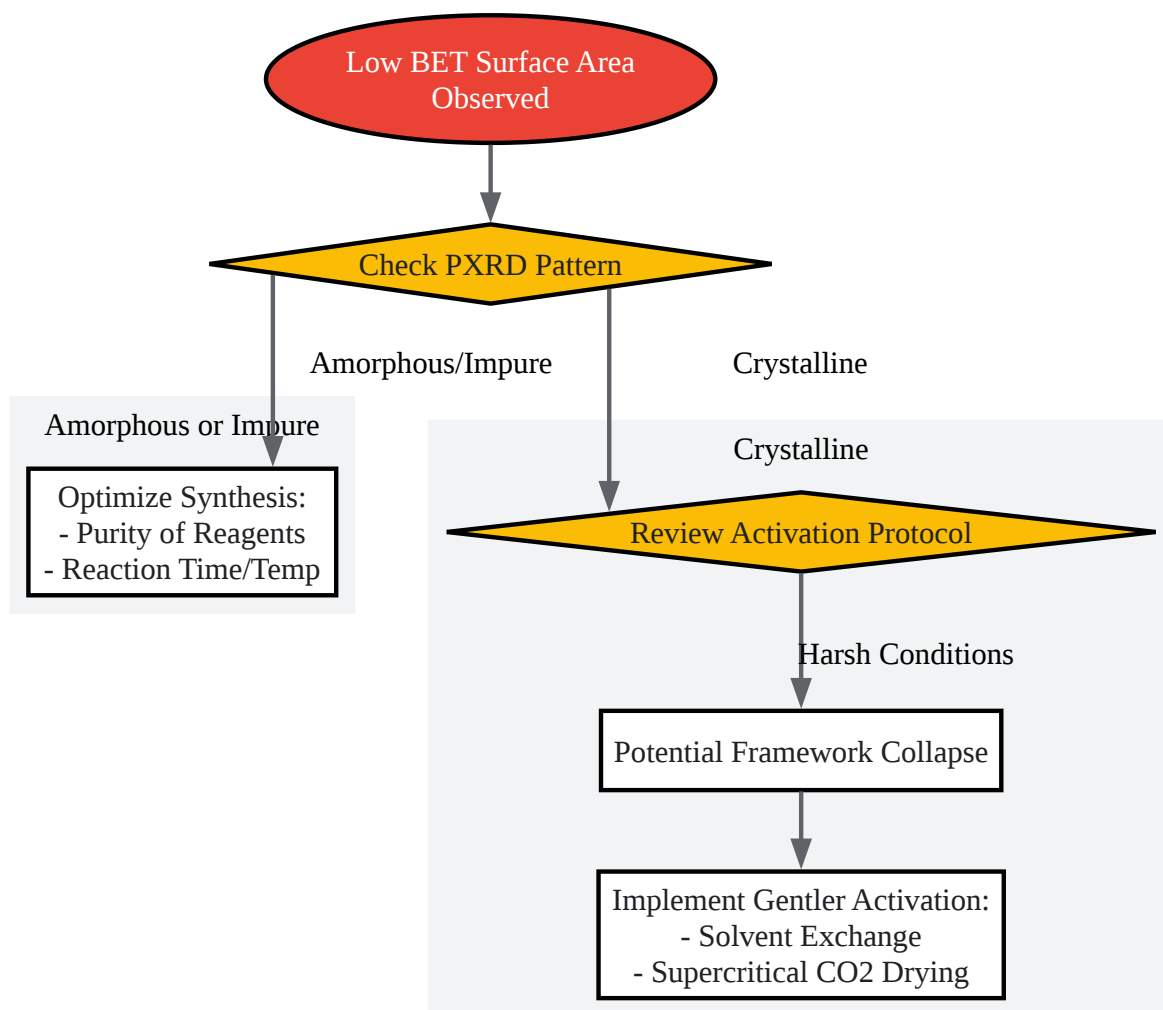 Low BET Surface Area
Observed
Check PXRD Pattern
Amorphous/Impure
Crystalline
Amorphous or Impure
Crystalline
Optimize Synthesis:
- Purity of Reagents
- Reaction Time/Temp
Review Activation Protocol
Harsh Conditions
Potential Framework Collapse
Implement Gentler Activation:
- Solvent Exchange
- Supercritical CO2 Drying